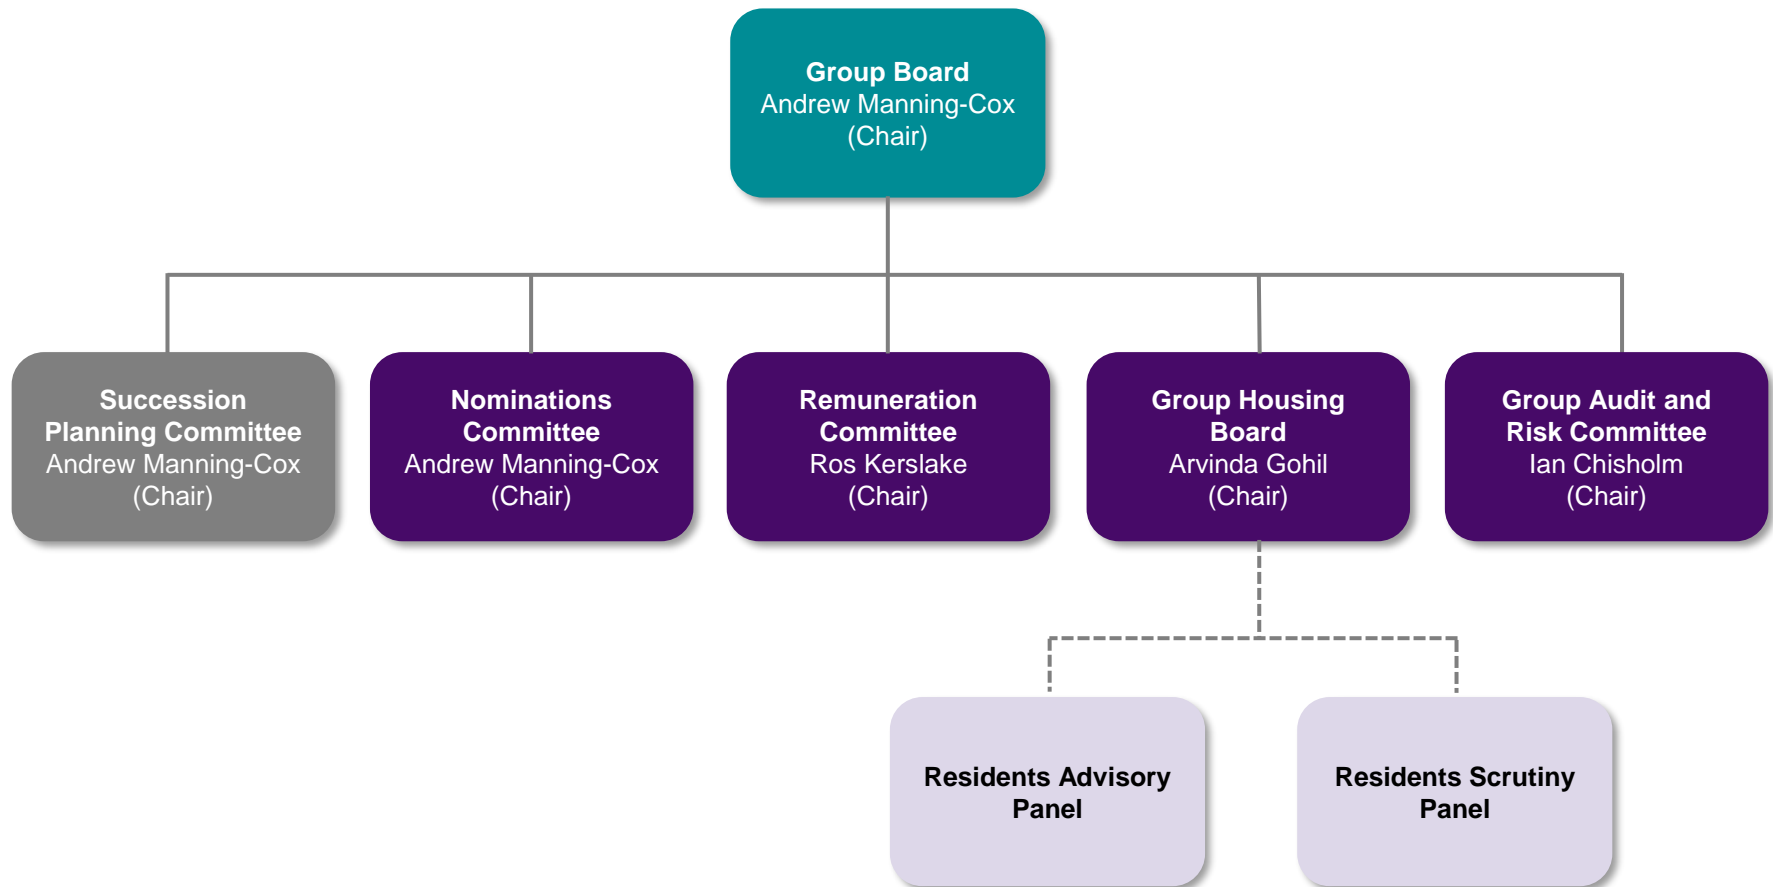 Group Board
Andrew Manning-Cox
(Chair)
Succession
Planning Committee
Andrew Manning-Cox
(Chair)
Nominations
Committee
Andrew Manning-Cox
(Chair)
Remuneration
Committee
Ros Kerslake
(Chair)
Group Housing
Board
Arvinda Gohil
(Chair)
Group Audit and
Risk Committee
Ian Chisholm
(Chair)
Residents Advisory
Panel
Residents Scrutiny
Panel